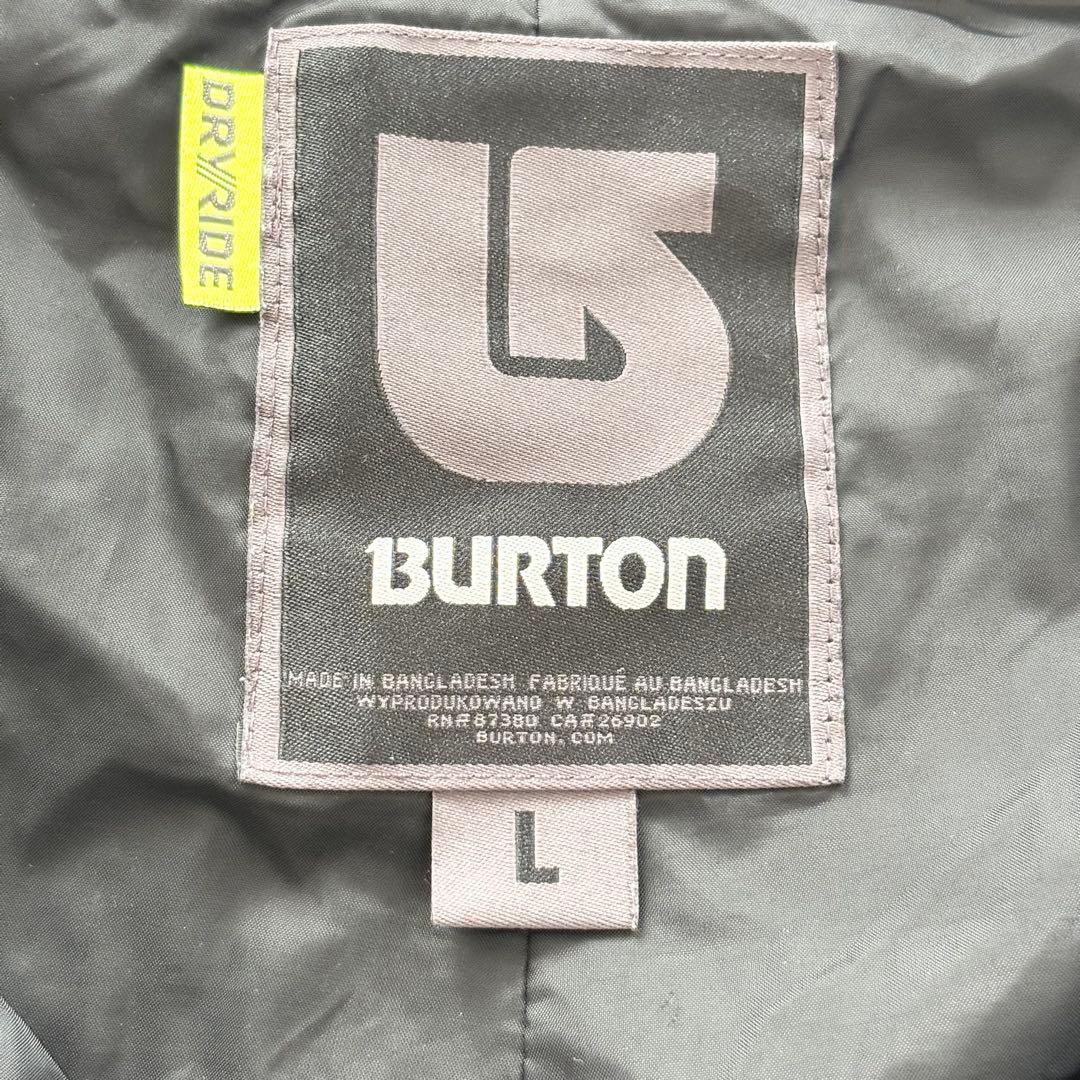 DRY//RIDE
BURTON
MADE IN BANGLADESH FABRIQUÉ AU BANGLADESH
WYPRODUKOWANO W BANGLADESZU
RN#87380 CA#26902
BURTON.COM
L